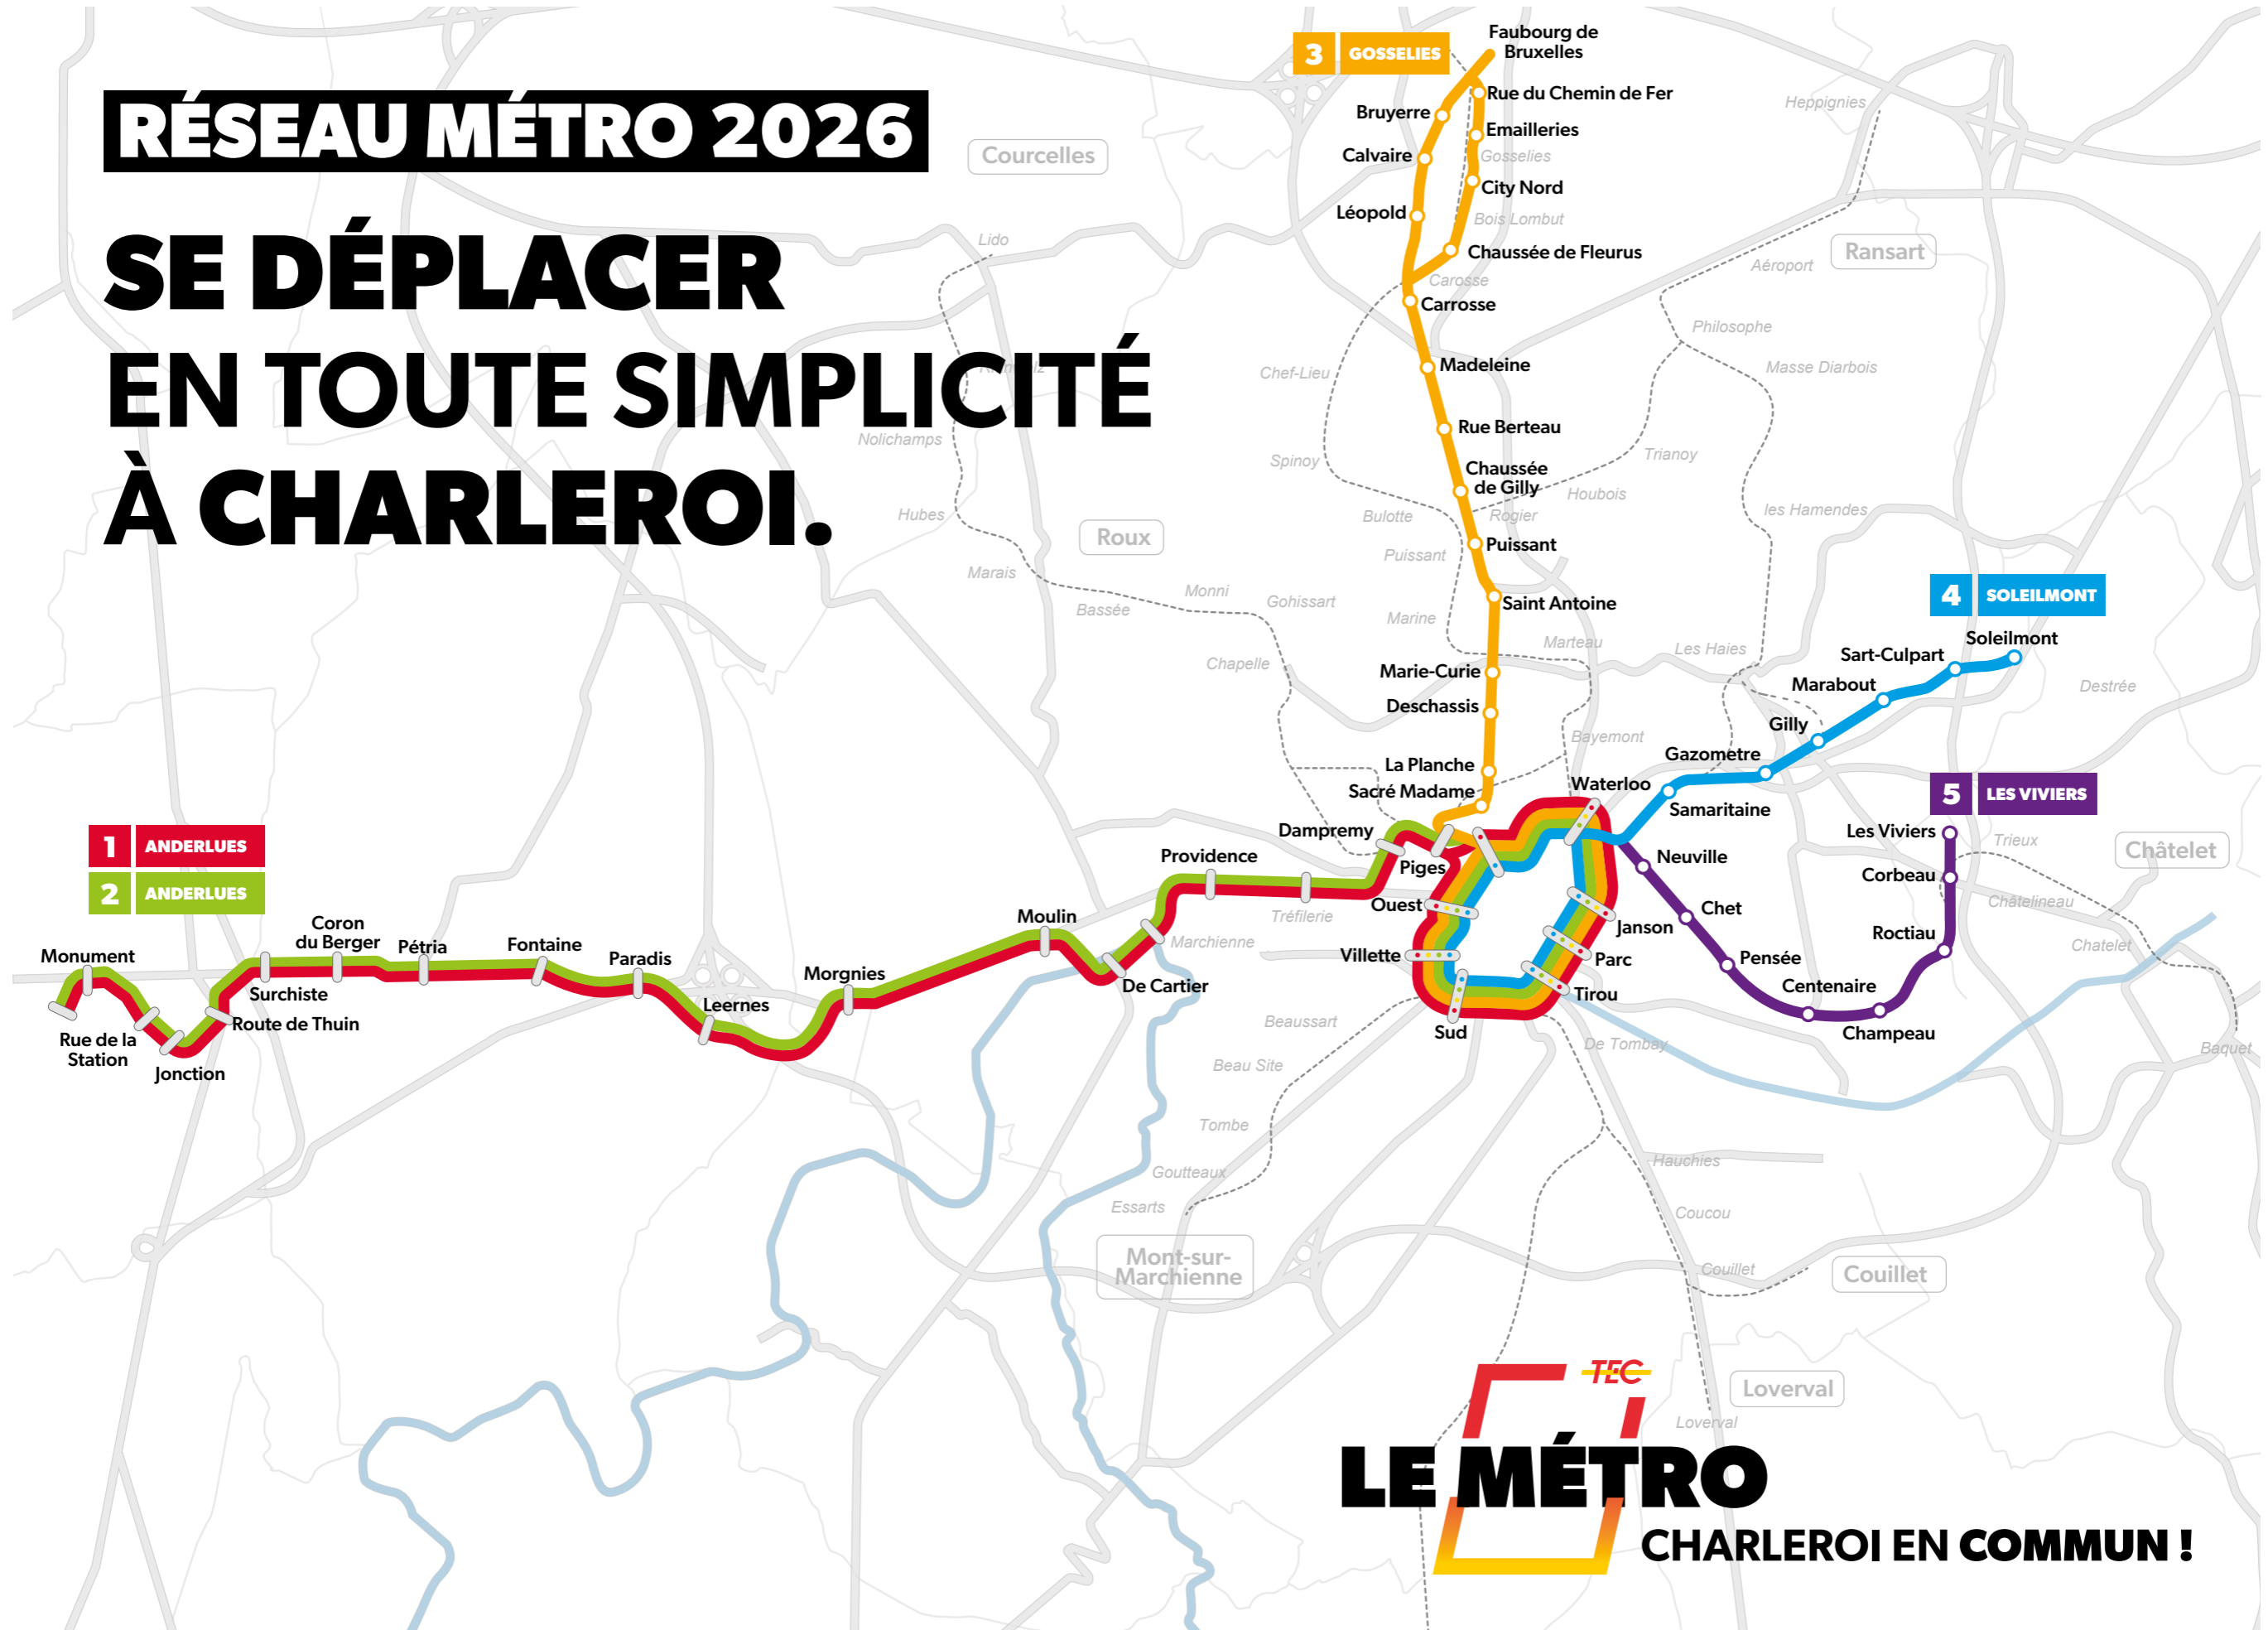 RÉSEAU MÉTRO 2026
SE DÉPLACER
EN TOUTE SIMPLICITÉ
À CHARLEROI.
3 GOSSELIES
Faubourg de
Bruxelles
Rue du Chemin de Fer
Bruyerre
Emailleries
Calvaire
Gosselies
City Nord
Léopold
Bois Lombut
Chaussée de Fleurus
Carosse
Carrosse
Madeleine
Rue Berteau
Chaussée
de Gilly
Rogier
Puissant
Saint Antoine
Marie-Curie
Deschassis
La Planche
Sacré Madame
Courcelles
Lido
Nolichamps
Hubes
Roux
Marais
Bassée
Monni
Gohissart
Chapelle
Chef-Lieu
Spinoy
Bulotte
Puissant
Marine
Marteau
Bayemont
Heppignies
Ransart
Aéroport
Philosophe
Masse Diarbois
Trianoy
Houbois
les Hamendes
Les Haies
Destrée
4 SOLEILMONT
Soleilmont
Sart-Culpart
Marabout
Gilly
Gazometre
Samaritaine
Waterloo
5 LES VIVIERS
Les Viviers
Corbeau
Roctiau
Champeau
Centenaire
Pensée
Chet
Neuville
Trieux
Châtelet
Châtelineau
Chatelet
Baquet
1 ANDERLUES
2 ANDERLUES
Monument
Rue de la
Station
Jonction
Route de Thuin
Surchiste
Coron
du Berger
Pétria
Fontaine
Paradis
Leernes
Morgnies
Moulin
De Cartier
Marchienne
Providence
Tréfilerie
Dampremy
Piges
Ouest
Villette
Sud
Tirou
Parc
Janson
Beaussart
Beau Site
Tombe
Goutteaux
Essarts
Mont-sur-
Marchienne
De Tombay
Hauchies
Coucou
Couillet
Couillet
Loverval
Loverval
TEC
LE MÉTRO
CHARLEROI EN COMMUN !